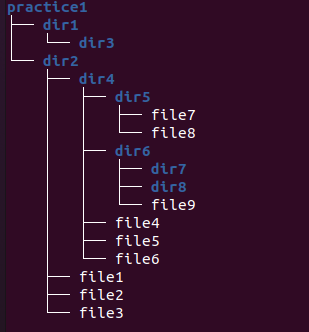 practice1
dir1
dir3
dir2
dir4
dir5
file7
file8
dir6
dir7
dir8
file9
file4
file5
file6
file1
file2
file3